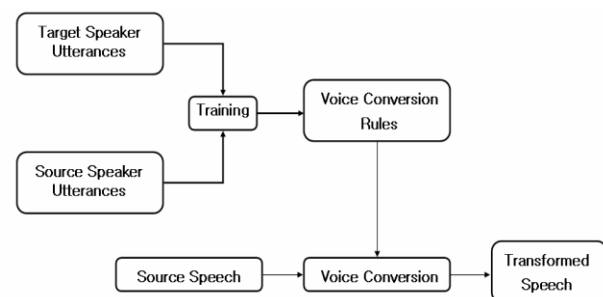 Target Speaker
Utterances
Training
Voice Conversion
Rules
Source Speaker
Utterances
Source Speech
Voice Conversion
Transformed
Speech